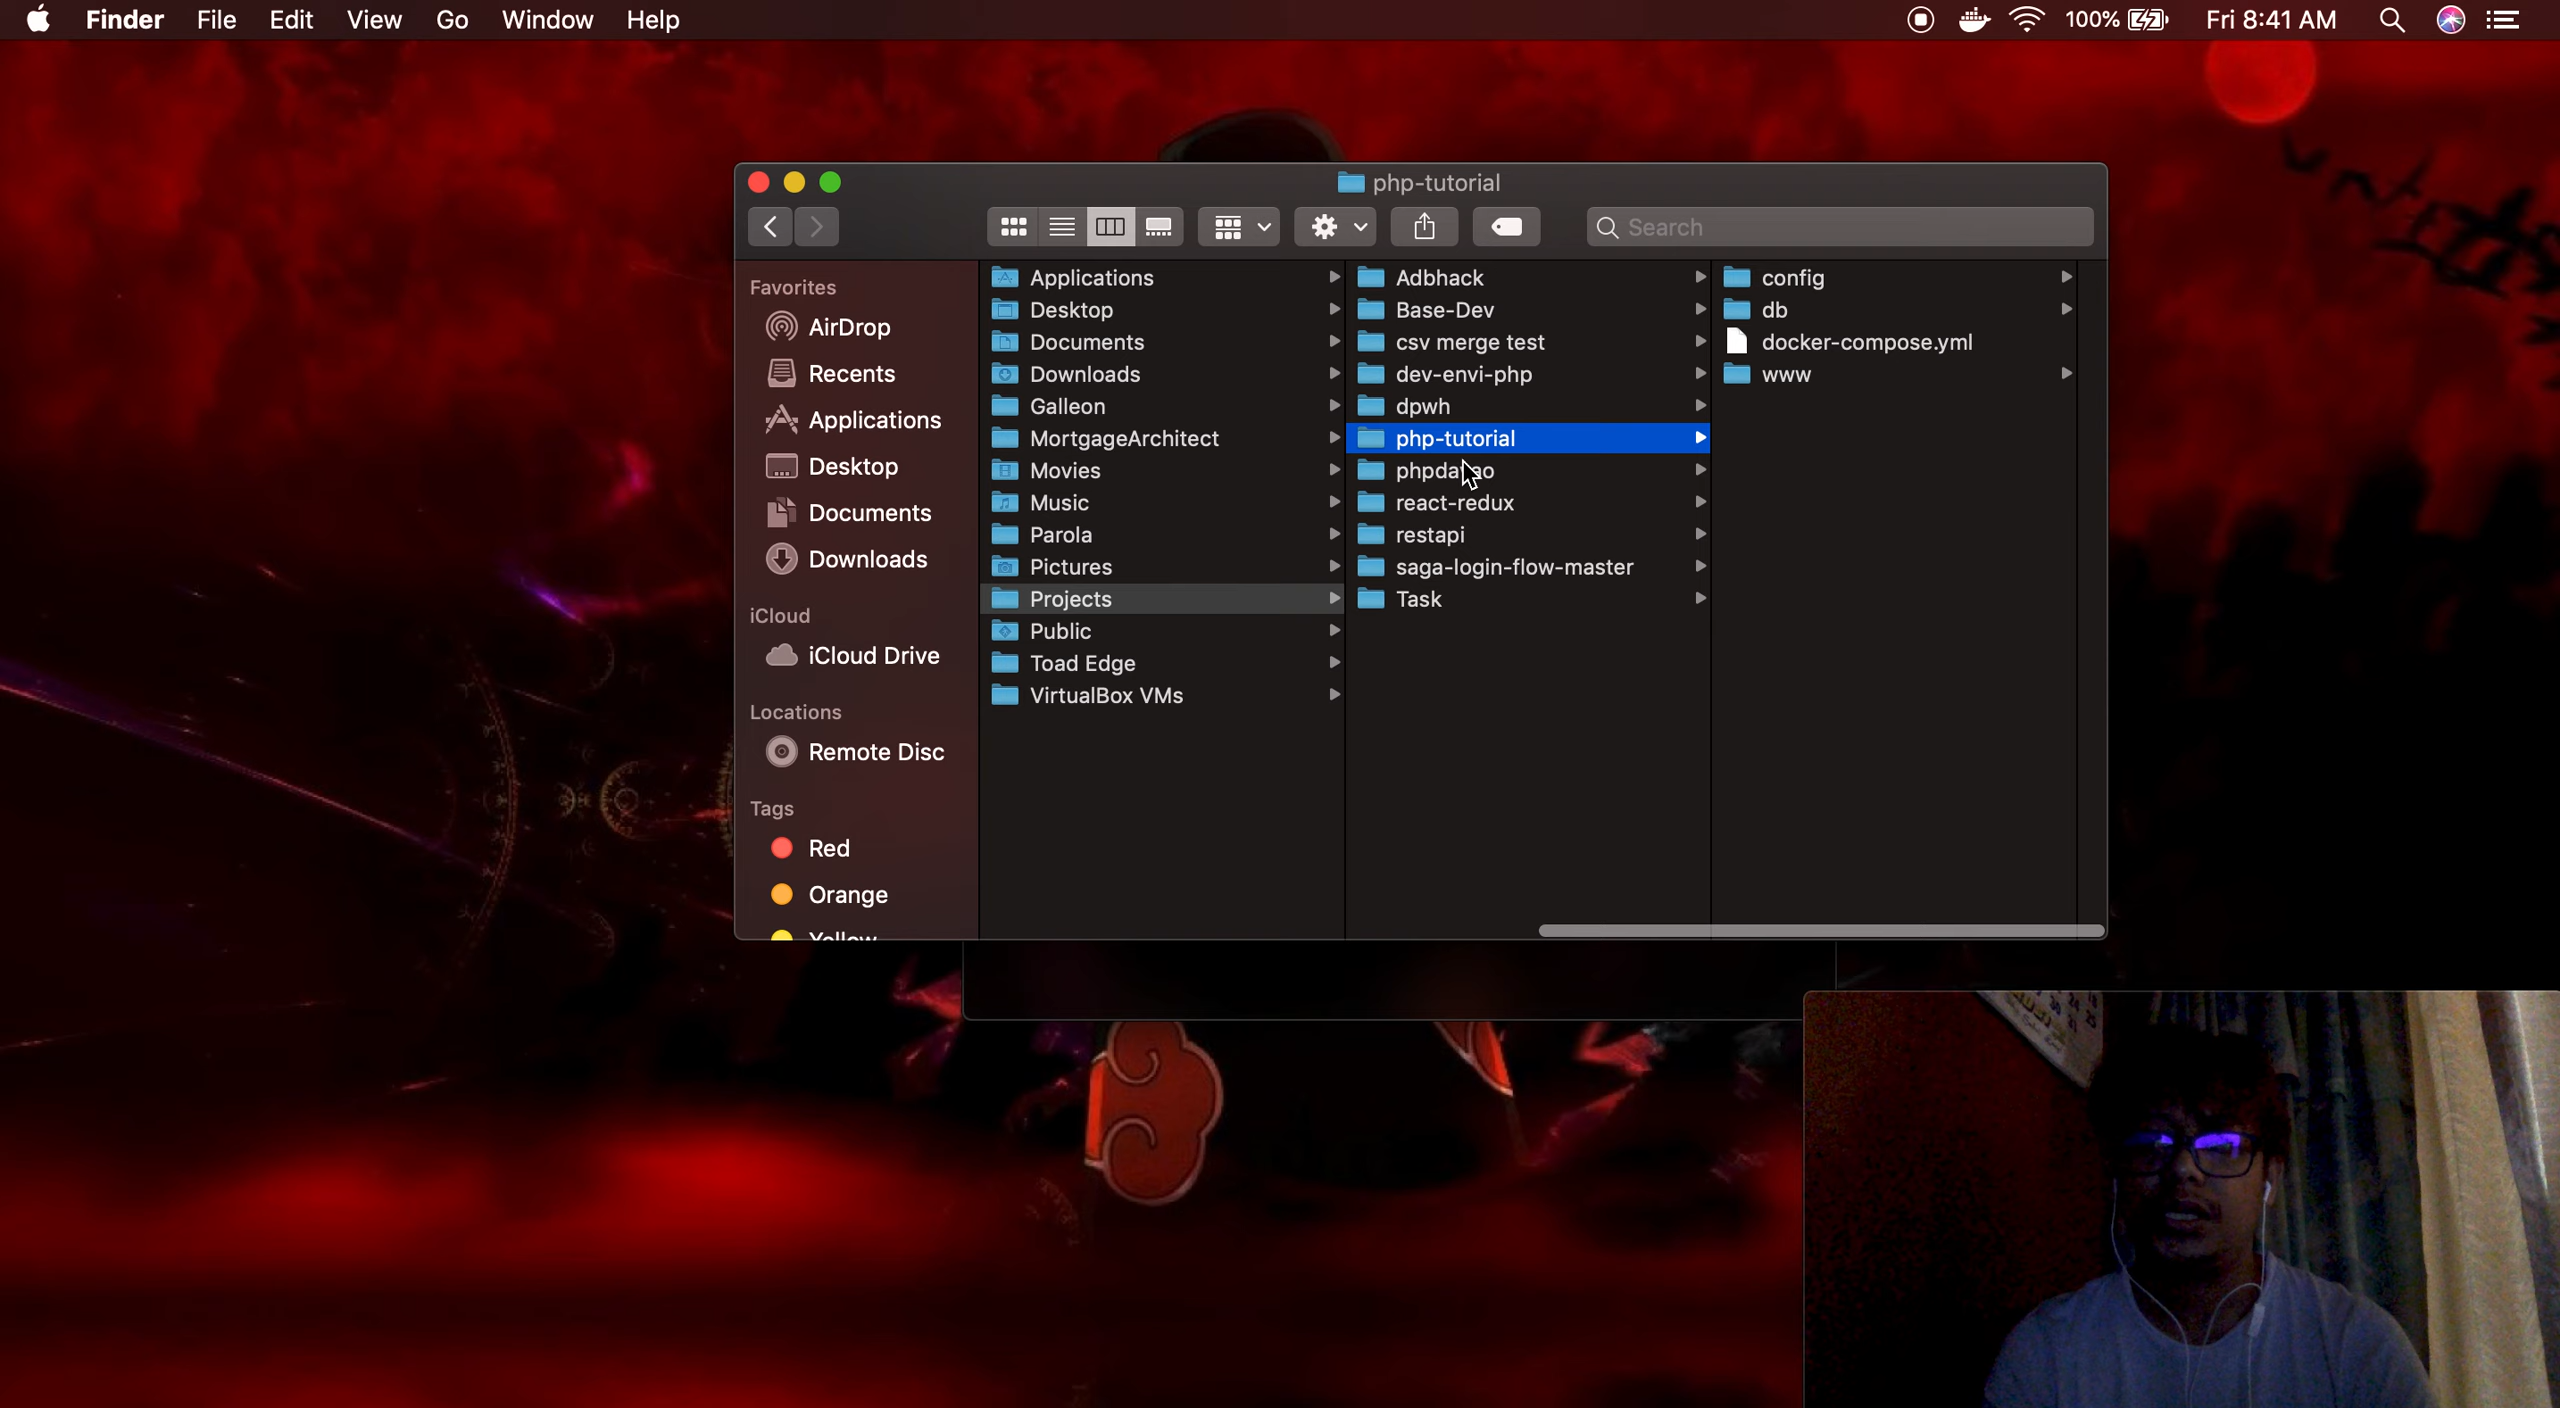 Finder File Edit View Go Window Help 100% Fri 8:41 AM
php-tutorial
Search
Favorites
AirDrop
Recents
Applications
Desktop
Documents
Downloads
iCloud
iCloud Drive
Locations
Remote Disc
Tags
Red
Orange
Yellow
Applications
Desktop
Documents
Downloads
Galleon
MortgageArchitect
Movies
Music
Parola
Pictures
Projects
Public
Toad Edge
VirtualBox VMs
Adbhack
Base-Dev
csv merge test
dev-envi-php
dpwh
php-tutorial
phpdavao
react-redux
restapi
saga-login-flow-master
Task
config
db
docker-compose.yml
www